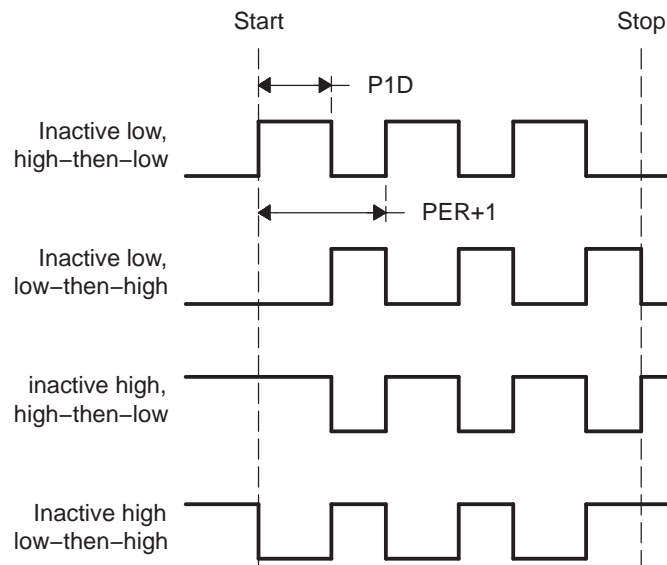 Start
Stop
P1D
Inactive low,
high−then−low
PER+1
Inactive low,
low−then−high
inactive high,
high−then−low
Inactive high
low−then−high